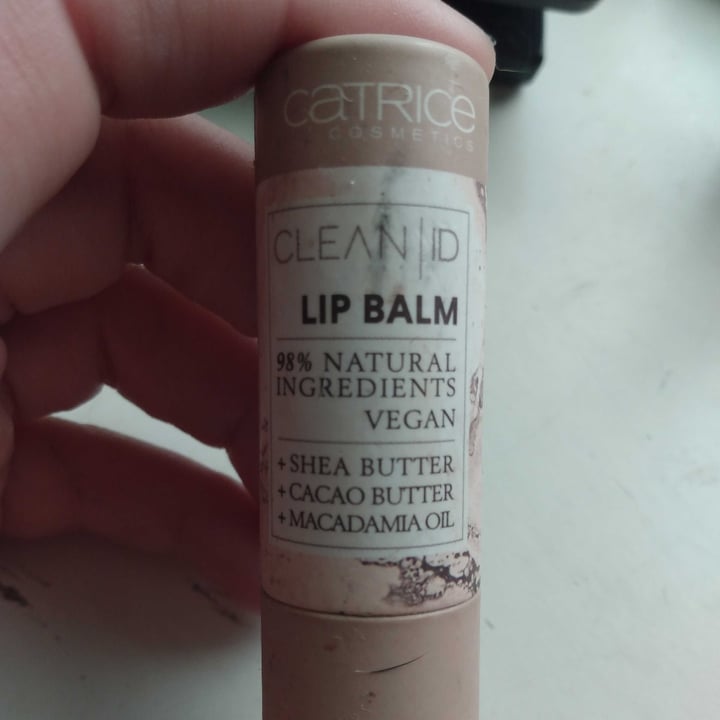 CATRICE
COSMETICS
CLEAN|ID
LIP BALM
98% NATURAL
INGREDIENTS
VEGAN
+SHEA BUTTER
+CACAO BUTTER
+MACADAMIA OIL